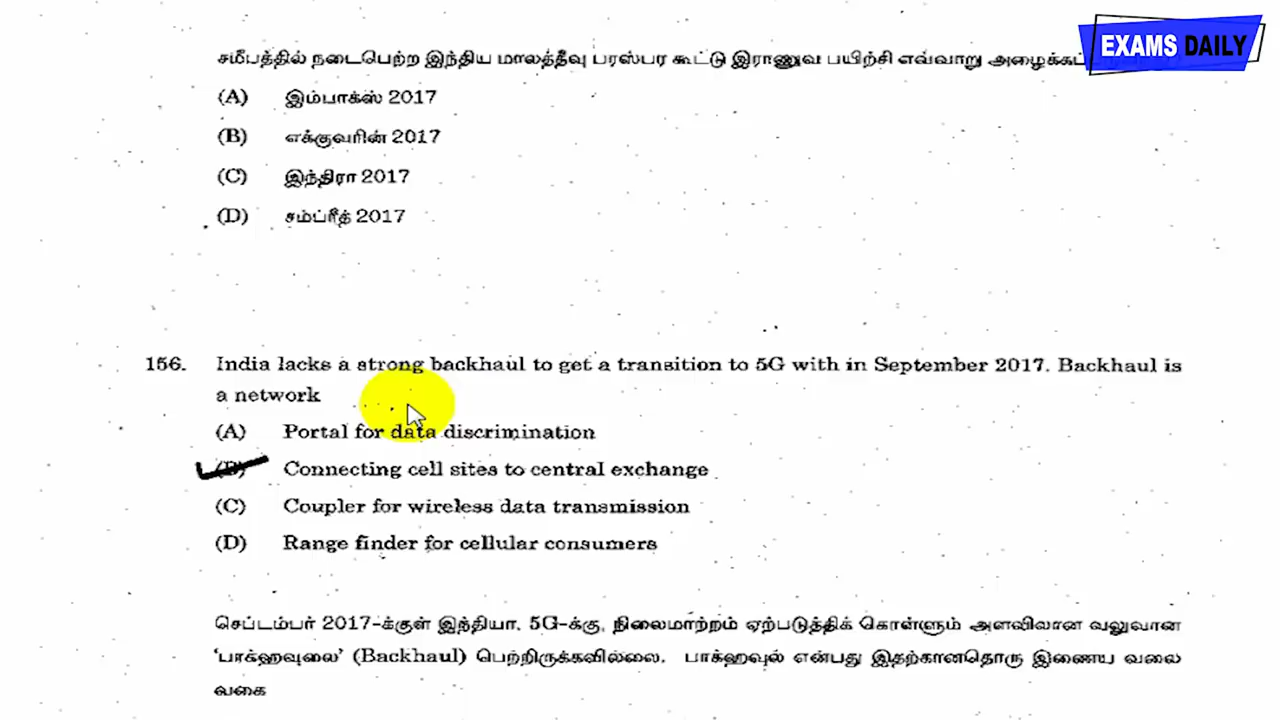 EXAMS DAILY
சமீபத்தில் நடைபெற்ற இந்திய மாலத்தீவு பரஸ்பர கூட்டு இராணுவ பயிற்சி எவ்வாறு
(A) இம்பாக்ஸ் 2017
(B) எக்குவரின் 2017
(C) இந்திரா 2017
(D) சம்ப்ரீத் 2017
156. India lacks a strong backhaul to get a transition to 5G with in September 2017. Backhaul is
a network
(A) Portal for data discrimination
(B) Connecting cell sites to central exchange
(C) Coupler for wireless data transmission
(D) Range finder for cellular consumers
செப்டம்பர் 2017-க்குள் இந்தியா, 5G-க்கு, நிலைமாற்றம் ஏற்படுத்திக் கொள்ளும் அளவிலான வலுவான
'பாக்ஹவுலை' (Backhaul) பெற்றிருக்கவில்லை. பாக்ஹவுல் என்பது இதற்கானதொரு இணைய வலை
வகை